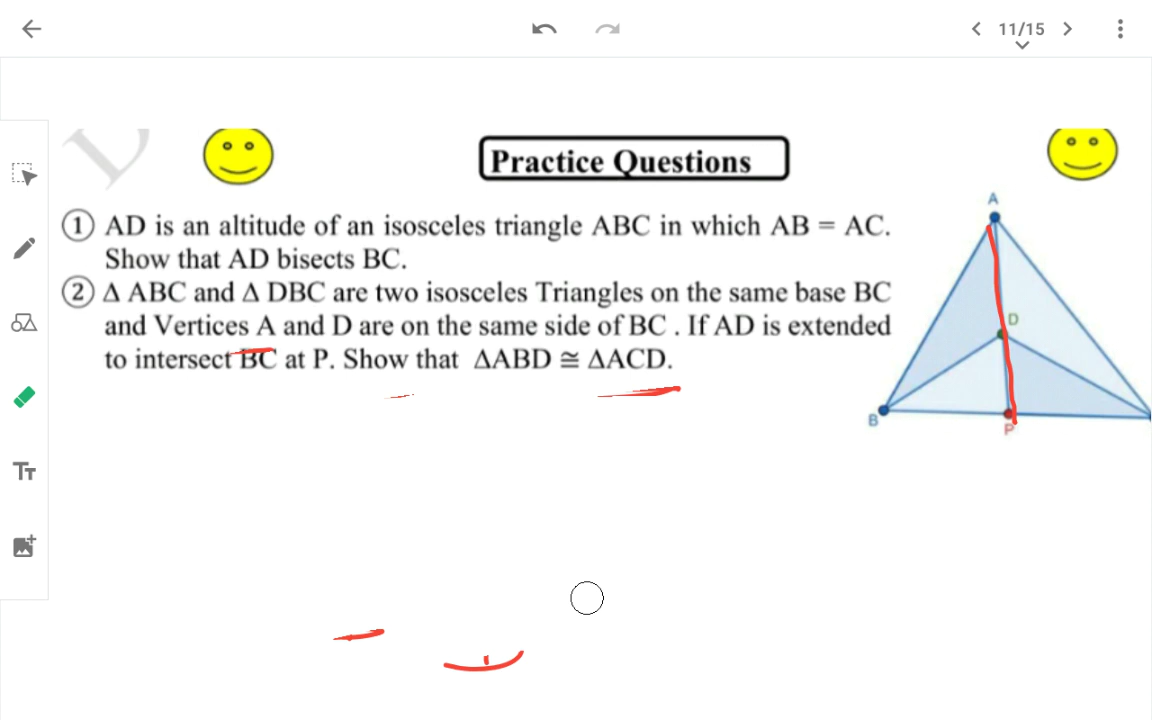 11/15
Practice Questions
① AD is an altitude of an isosceles triangle ABC in which AB = AC.
Show that AD bisects BC.
② Δ ABC and Δ DBC are two isosceles Triangles on the same base BC
and Vertices A and D are on the same side of BC . If AD is extended
to intersect BC at P. Show that ΔABD ≅ ΔACD.
A
D
B
P
TT